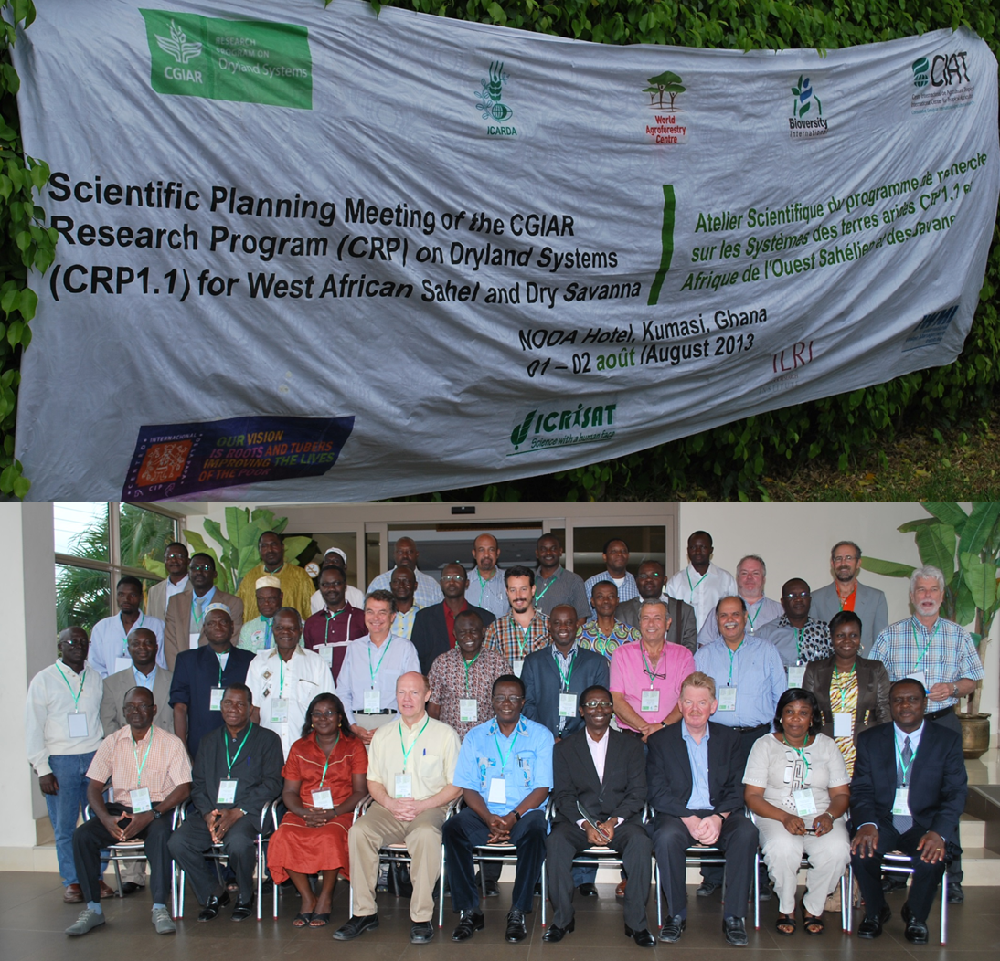 CGIAR
RESEARCH
PROGRAM ON
Dryland Systems
ICARDA
World
Agroforestry
Centre
Bioversity
International
CIAT
Scientific Planning Meeting of the CGIAR
Research Program (CRP) on Dryland Systems
(CRP1.1) for West African Sahel and Dry Savanna
Atelier Scientifique du programme de recherche
sur les Systèmes des terres arides CRP1.1 en
Afrique de l'Ouest Sahélien et des Savane
NODA Hotel, Kumasi, Ghana
01 – 02 août /August 2013
ILRI
IWMI
ICRISAT
Science with a human face
INTERNATIONAL
CIP
OUR VISION
IS ROOTS AND TUBERS
IMPROVING THE LIVES
OF THE POOR